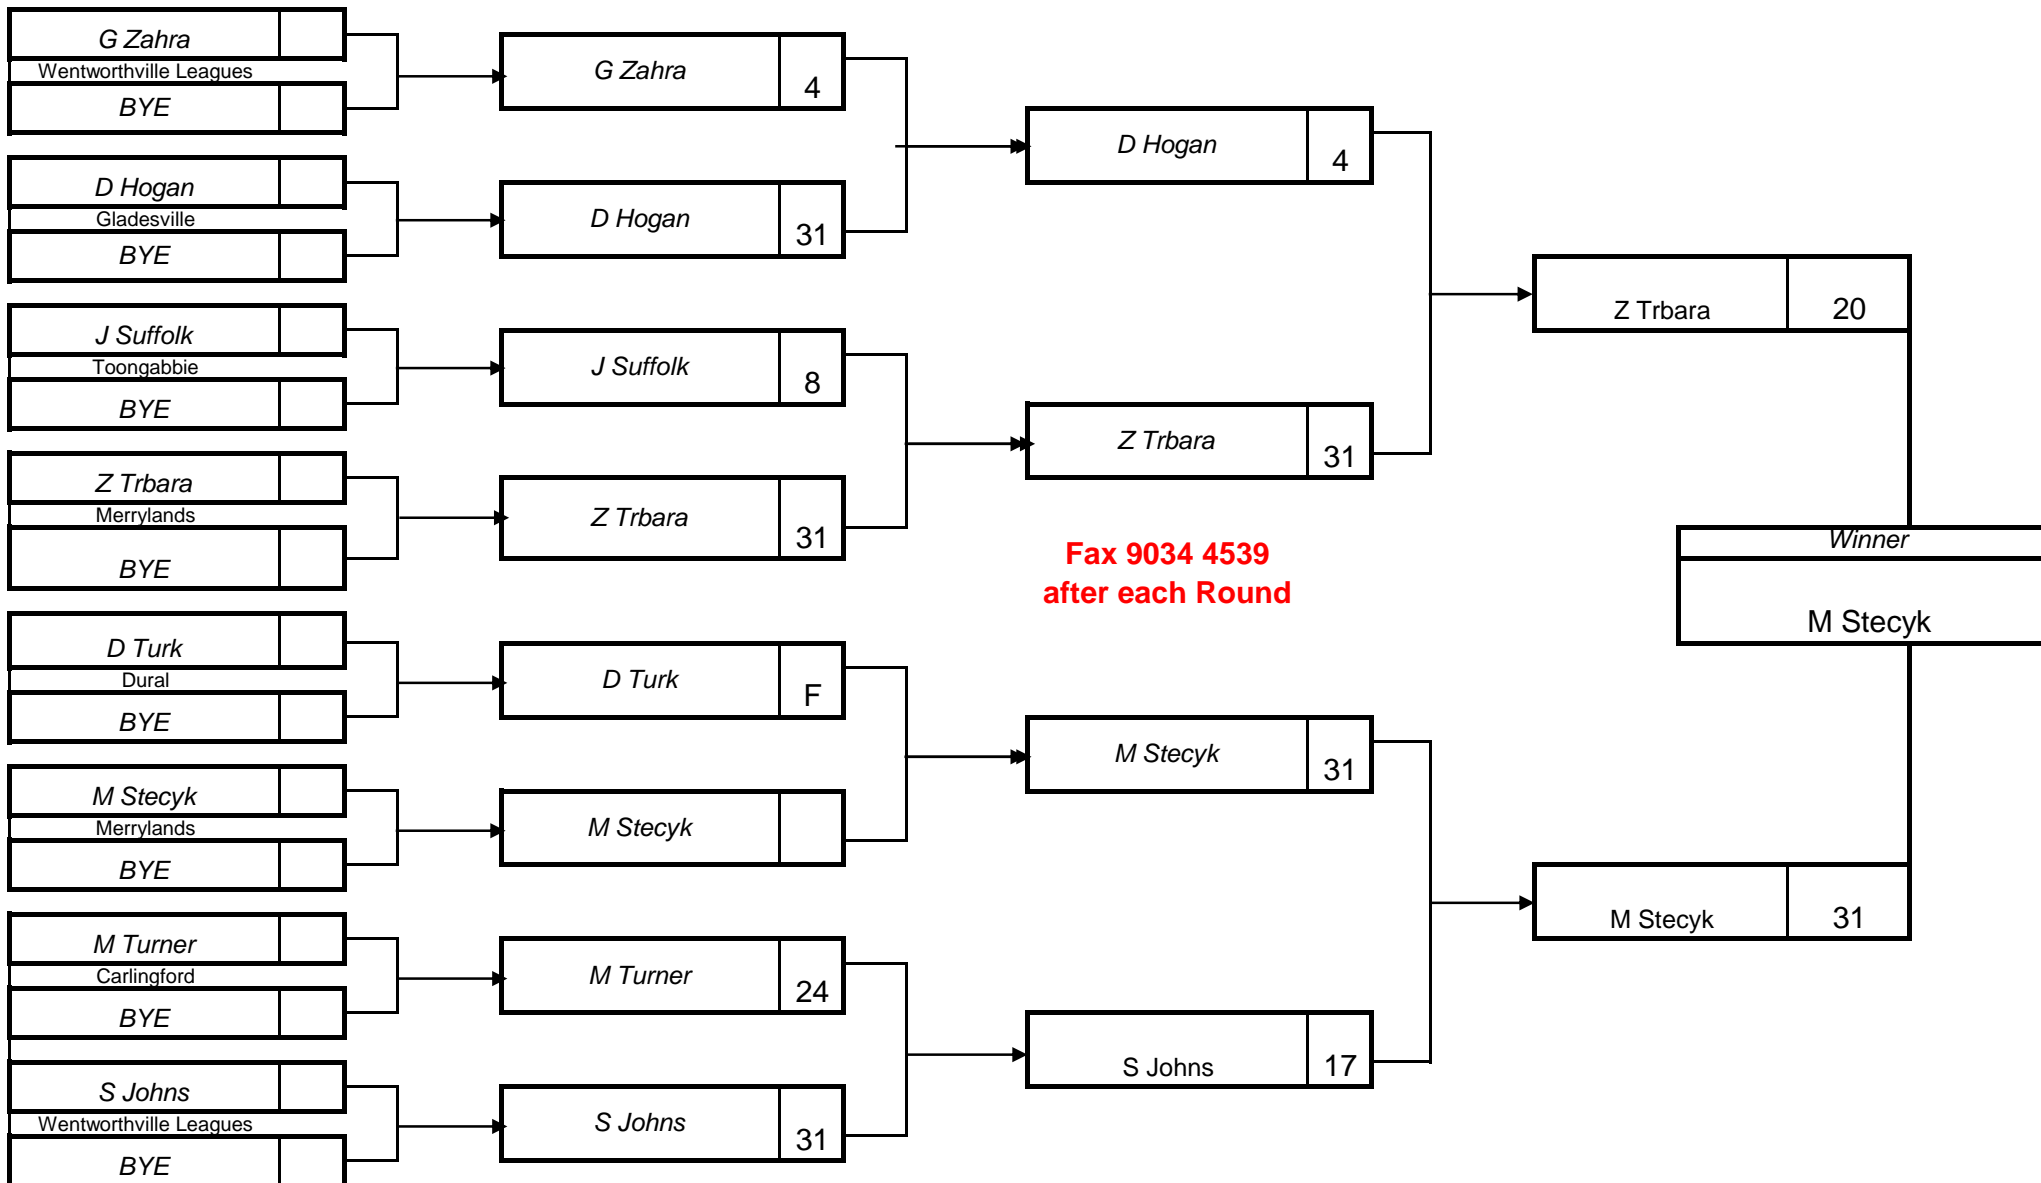 G Zahra
Wentworthville Leagues
BYE
D Hogan
Gladesville
BYE
J Suffolk
Toongabbie
BYE
Z Trbara
Merrylands
BYE
D Turk
Dural
BYE
M Stecyk
Merrylands
BYE
M Turner
Carlingford
BYE
S Johns
Wentworthville Leagues
BYE
G Zahra 4
D Hogan 31
J Suffolk 8
Z Trbara 31
D Turk F
M Stecyk
M Turner 24
S Johns 31
D Hogan 4
Z Trbara 31
Fax 9034 4539
after each Round
M Stecyk 31
S Johns 17
Z Trbara 20
M Stecyk 31
Winner
M Stecyk